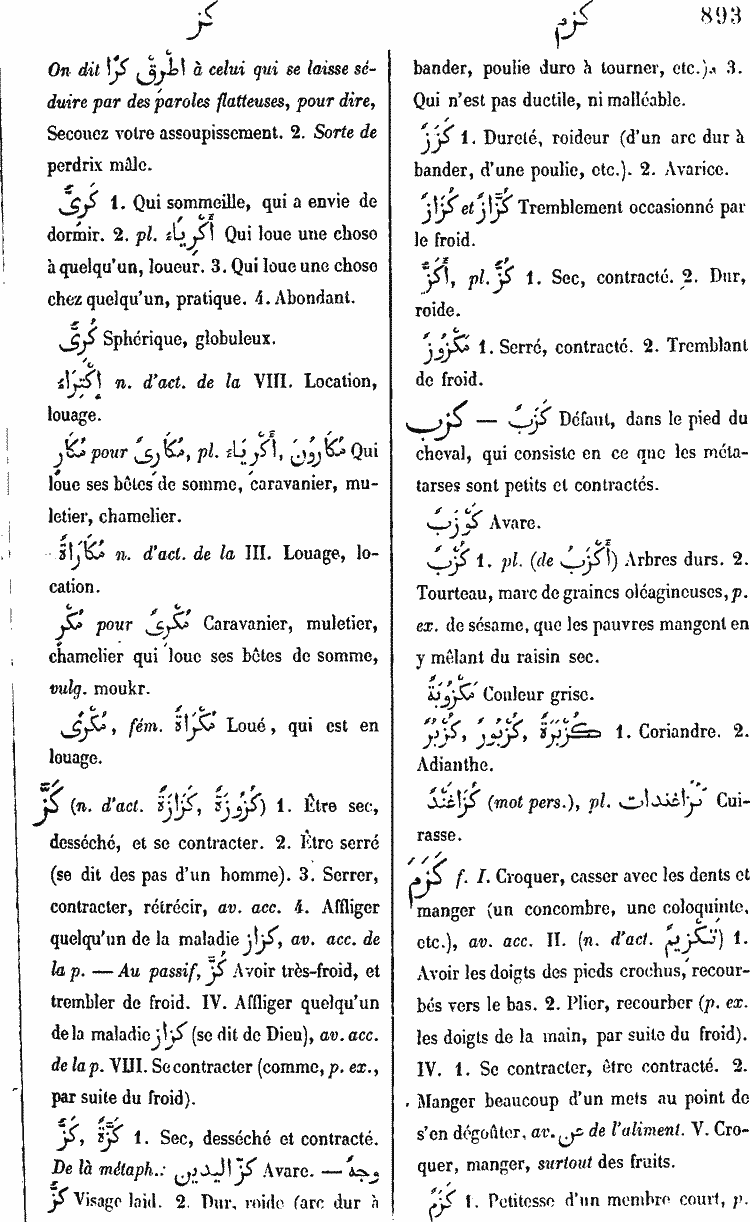 كز
كزم
893
On dit اطرق كرا à celui qui se laisse sé-
duire par des paroles flatteuses, pour dire,
Secouez votre assoupissement. 2. Sorte de
perdrix mâle.
كَرِىٌّ 1. Qui sommeille, qui a envie de
dormir. 2. pl. أَكْرِيَاءُ Qui loue une chose
à quelqu'un, loueur. 3. Qui loue une chose
chez quelqu'un, pratique. 4. Abondant.
كُرِىٌّ Sphérique, globuleux.
إِكْتِرَاءٌ n. d'act. de la VIII. Location,
louage.
مُكَارٍ pour مُكَارِىٌ, pl. أَكْرِيَاءُ, مُكَارُونَ Qui
loue ses bêtes de somme, caravanier, mu-
letier, chamelier.
مُكَارَاةٌ n. d'act. de la III. Louage, lo-
cation.
مُكْرٍ pour مُكْرِىٌ Caravanier, muletier,
chamelier qui loue ses bêtes de somme,
vulg. moukr.
مُكْرًى, fém. مُكْرَاةٌ Loué, qui est en
louage.
كَزَّ (n. d'act. كَزَازَةٌ, كُزُوزَةٌ) 1. Être sec,
desséché, et se contracter. 2. Être serré
(se dit des pas d'un homme). 3. Serrer,
contracter, rétrécir, av. acc. 4. Affliger
quelqu'un de la maladie كزاز, av. acc. de
la p. — Au passif, كُزَّ Avoir très-froid, et
trembler de froid. IV. Affliger quelqu'un
de la maladie كزاز (se dit de Dieu), av. acc.
de la p. VIII. Se contracter (comme, p. ex.,
par suite du froid).
كَزٌّ, كَزَّةٌ 1. Sec, desséché et contracté.
De là métaph.: كزّ اليدين Avare. — وجهٌ
كَزٌّ Visage laid. 2. Dur, roide (arc dur à
bander, poulie dure à tourner, etc.). 3.
Qui n'est pas ductile, ni malléable.
كَزَزٌ 1. Dureté, roideur (d'un arc dur à
bander, d'une poulie, etc.). 2. Avarice.
كُزَّازٌ et كُزَازٌ Tremblement occasionné par
le froid.
أَكَزُّ, pl. كُزٌّ 1. Sec, contracté. 2. Dur,
roide.
مَكْزُوزٌ 1. Serré, contracté. 2. Tremblant
de froid.
كزب — كَزَبٌ Défaut, dans le pied du
cheval, qui consiste en ce que les méta-
tarses sont petits et contractés.
كَوْزَبٌ Avare.
كُزْبٌ 1. pl. (de أَكْزَبُ) Arbres durs. 2.
Tourteau, marc de graines oléagineuses, p.
ex. de sésame, que les pauvres mangent en
y mêlant du raisin sec.
مَكْزُوبَةٌ Couleur grise.
كُزْبُرٌ, كُزْبُورٌ, كُزْبُرَةٌ 1. Coriandre. 2.
Adianthe.
كَزَاغَنْدٌ (mot pers.), pl. كزاغندات Cui-
rasse.
كَزَمَ f. I. Croquer, casser avec les dents et
manger (un concombre, une coloquinte,
etc.), av. acc. II. (n. d'act. تَكْزِيمٌ) 1.
Avoir les doigts des pieds crochus, recour-
bés vers le bas. 2. Plier, recourber (p. ex.
les doigts de la main, par suite du froid).
IV. 1. Se contracter, être contracté. 2.
Manger beaucoup d'un mets au point de
s'en dégoûter, av. عن de l'aliment. V. Cro-
quer, manger, surtout des fruits.
كَزَمٌ 1. Petitesse d'un membre court, p.